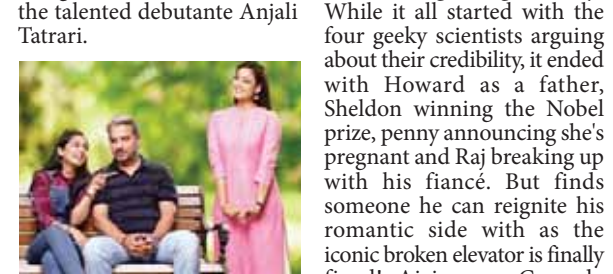 the talented debutante Anjali
Tatrari.
While it all started with the
four geeky scientists arguing
about their credibility, it ended
with Howard as a father,
Sheldon winning the Nobel
prize, penny announcing she's
pregnant and Raj breaking up
with his fiancé. But finds
someone he can reignite his
romantic side with as the
iconic broken elevator is finally